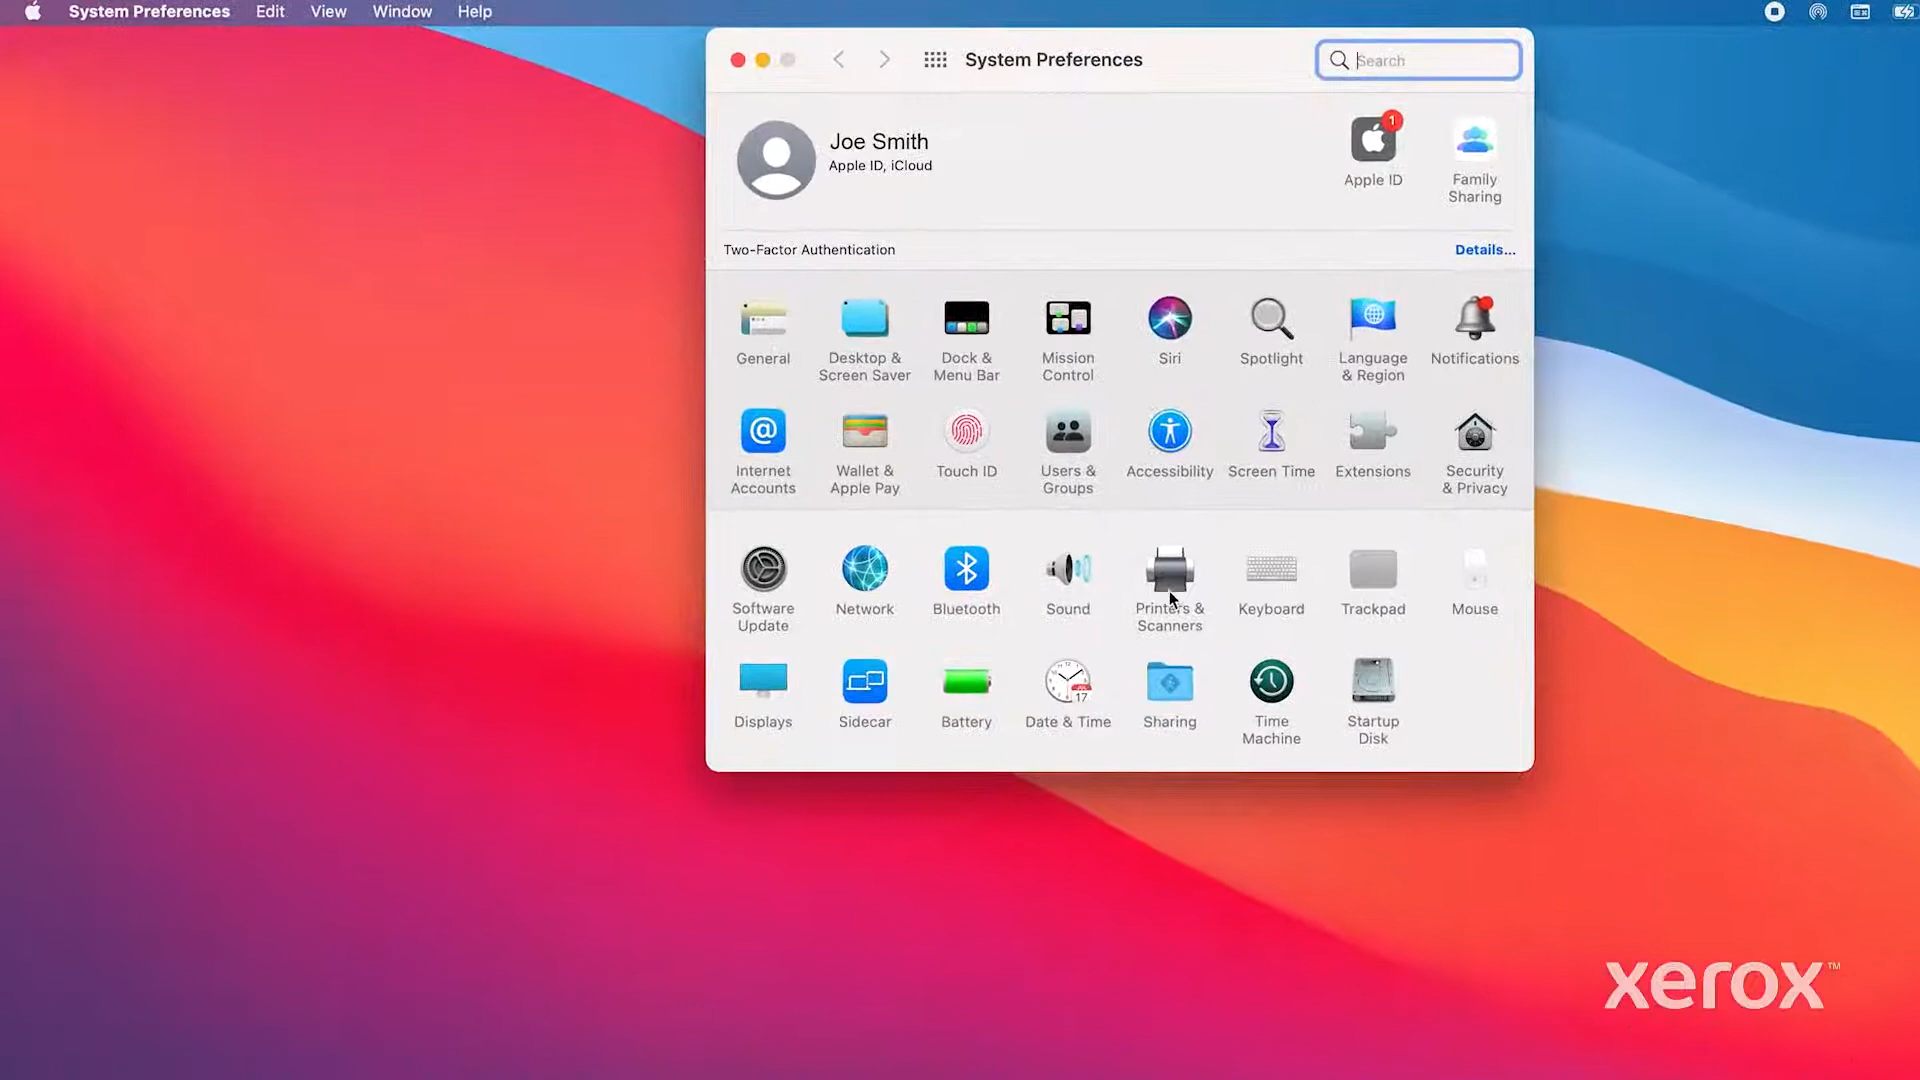 System Preferences Edit View Window Help
System Preferences
Search
Joe Smith
Apple ID, iCloud
1
Apple ID
Family
Sharing
Two-Factor Authentication
Details...
General
Desktop &
Screen Saver
Dock &
Menu Bar
Mission
Control
Siri
Spotlight
Language
& Region
Notifications
Internet
Accounts
Wallet &
Apple Pay
Touch ID
Users &
Groups
Accessibility
Screen Time
Extensions
Security
& Privacy
Software
Update
Network
Bluetooth
Sound
Printers &
Scanners
Keyboard
Trackpad
Mouse
Displays
Sidecar
Battery
17
Date & Time
Sharing
Time
Machine
Startup
Disk
xerox™